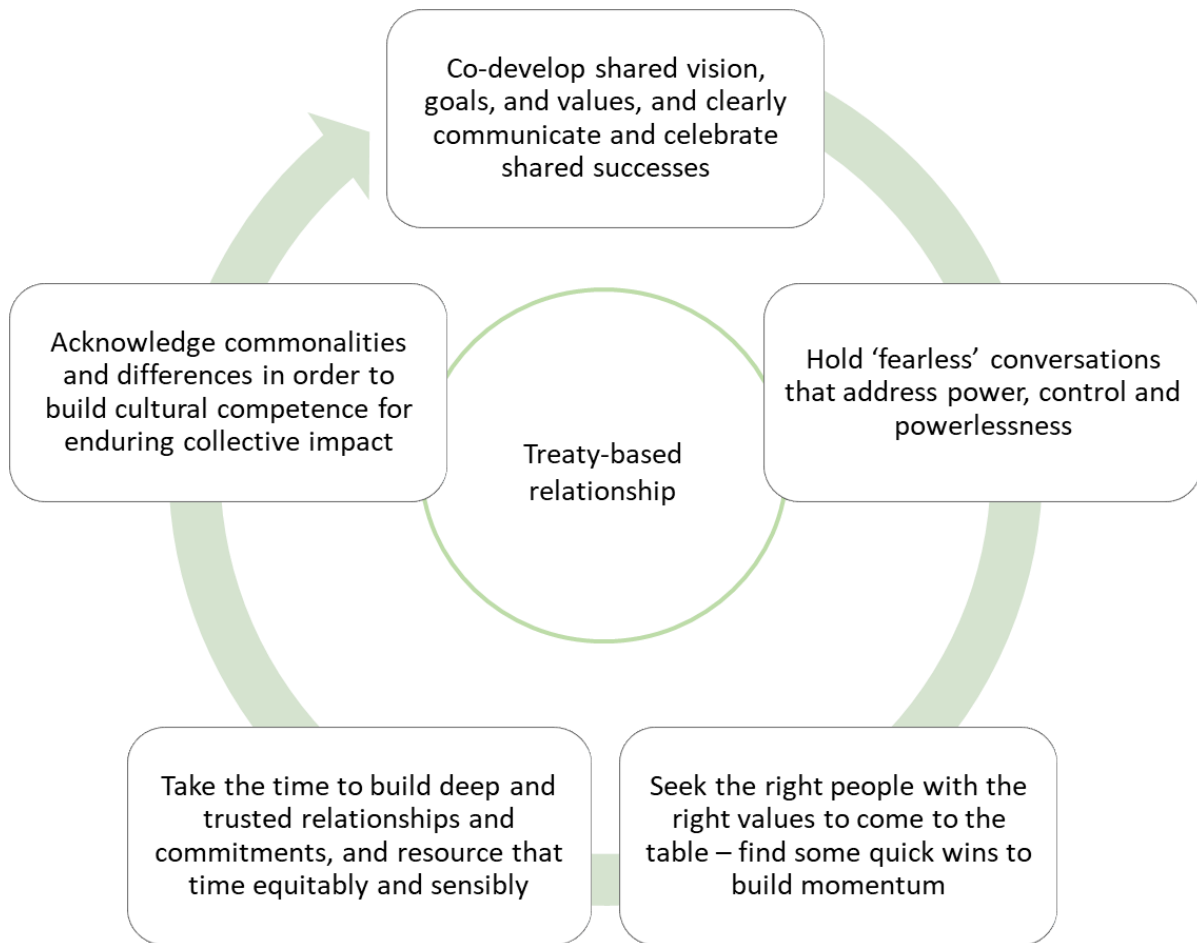 Co-develop shared vision,
goals, and values, and clearly
communicate and celebrate
shared successes
Hold ‘fearless’ conversations
that address power, control and
powerlessness
Seek the right people with the
right values to come to the
table – find some quick wins to
build momentum
Take the time to build deep and
trusted relationships and
commitments, and resource that
time equitably and sensibly
Acknowledge commonalities
and differences in order to
build cultural competence for
enduring collective impact
Treaty-based
relationship